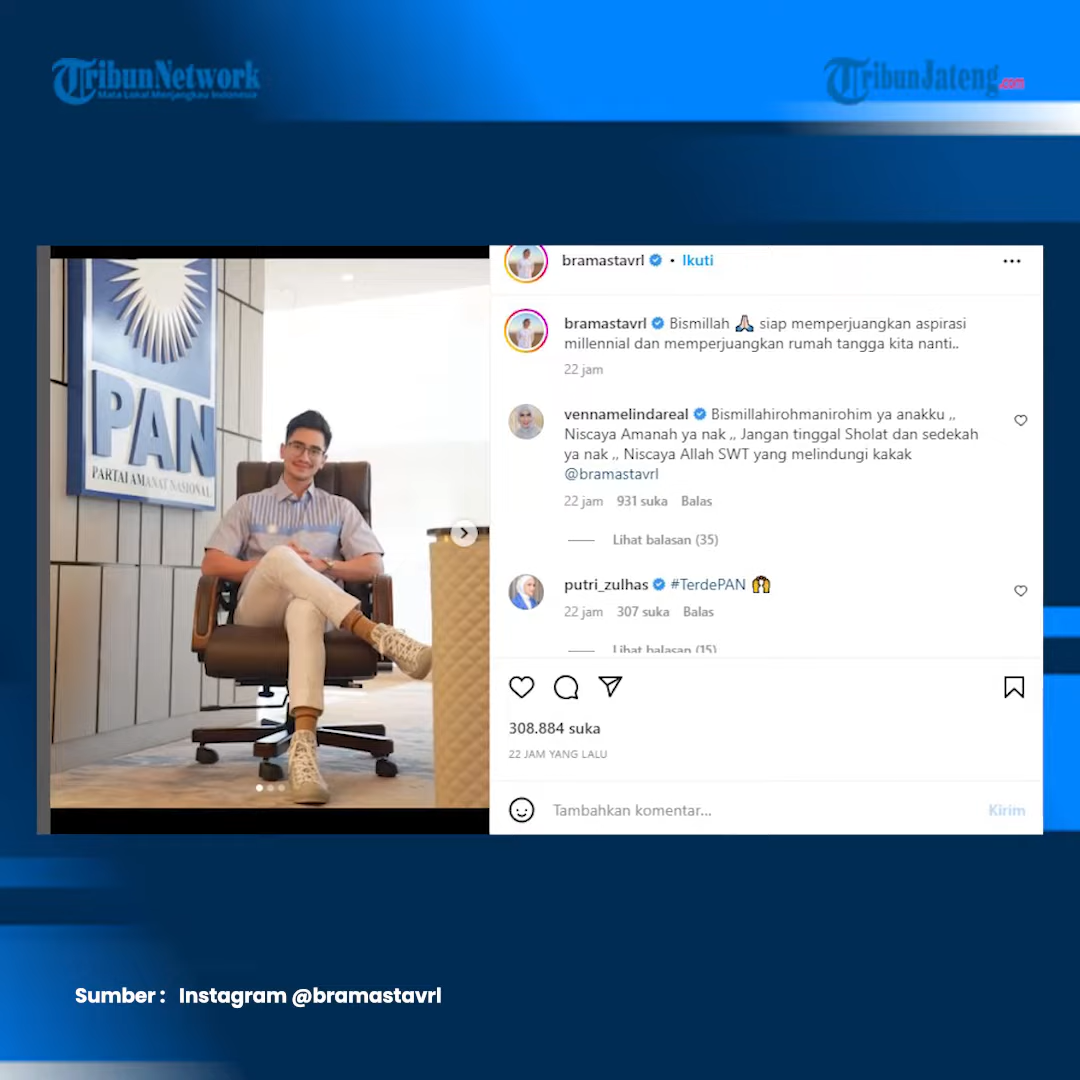 TribunNetwork
Mata Lokal Menjangkau Indonesia
TribunJateng.com
PAN
PARTAI AMANAT NASIONAL
bramastavrl • Ikuti
bramastavrl Bismillah 🙏🏻 siap memperjuangkan aspirasi
millennial dan memperjuangkan rumah tangga kita nanti..
22 jam
vennamelindareal Bismillahirohmanirohim ya anakku ,,
Niscaya Amanah ya nak ,, Jangan tinggal Sholat dan sedekah
ya nak ,, Niscaya Allah SWT yang melindungi kakak
@bramastavrl
22 jam 931 suka Balas
Lihat balasan (35)
putri_zulhas #TerdePAN 🙌
22 jam 307 suka Balas
Lihat balasan (15)
308.884 suka
22 JAM YANG LALU
Tambahkan komentar...
Kirim
Sumber : Instagram @bramastavrl